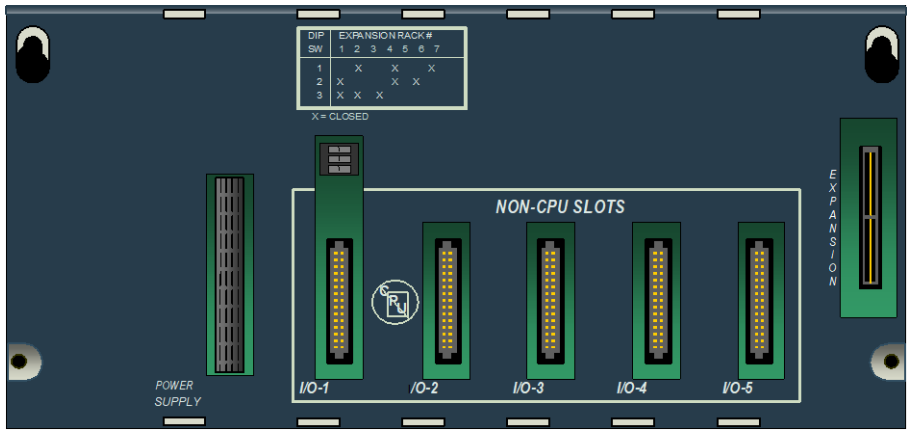 DIP EXPANSION RACK #
SW 1 2 3 4 5 6 7
1 X X X
2 X X X
3 X X X
X = CLOSED
EXPANSION
NON-CPU SLOTS
CPU
I/O-1 I/O-2 I/O-3 I/O-4 I/O-5
POWER
SUPPLY